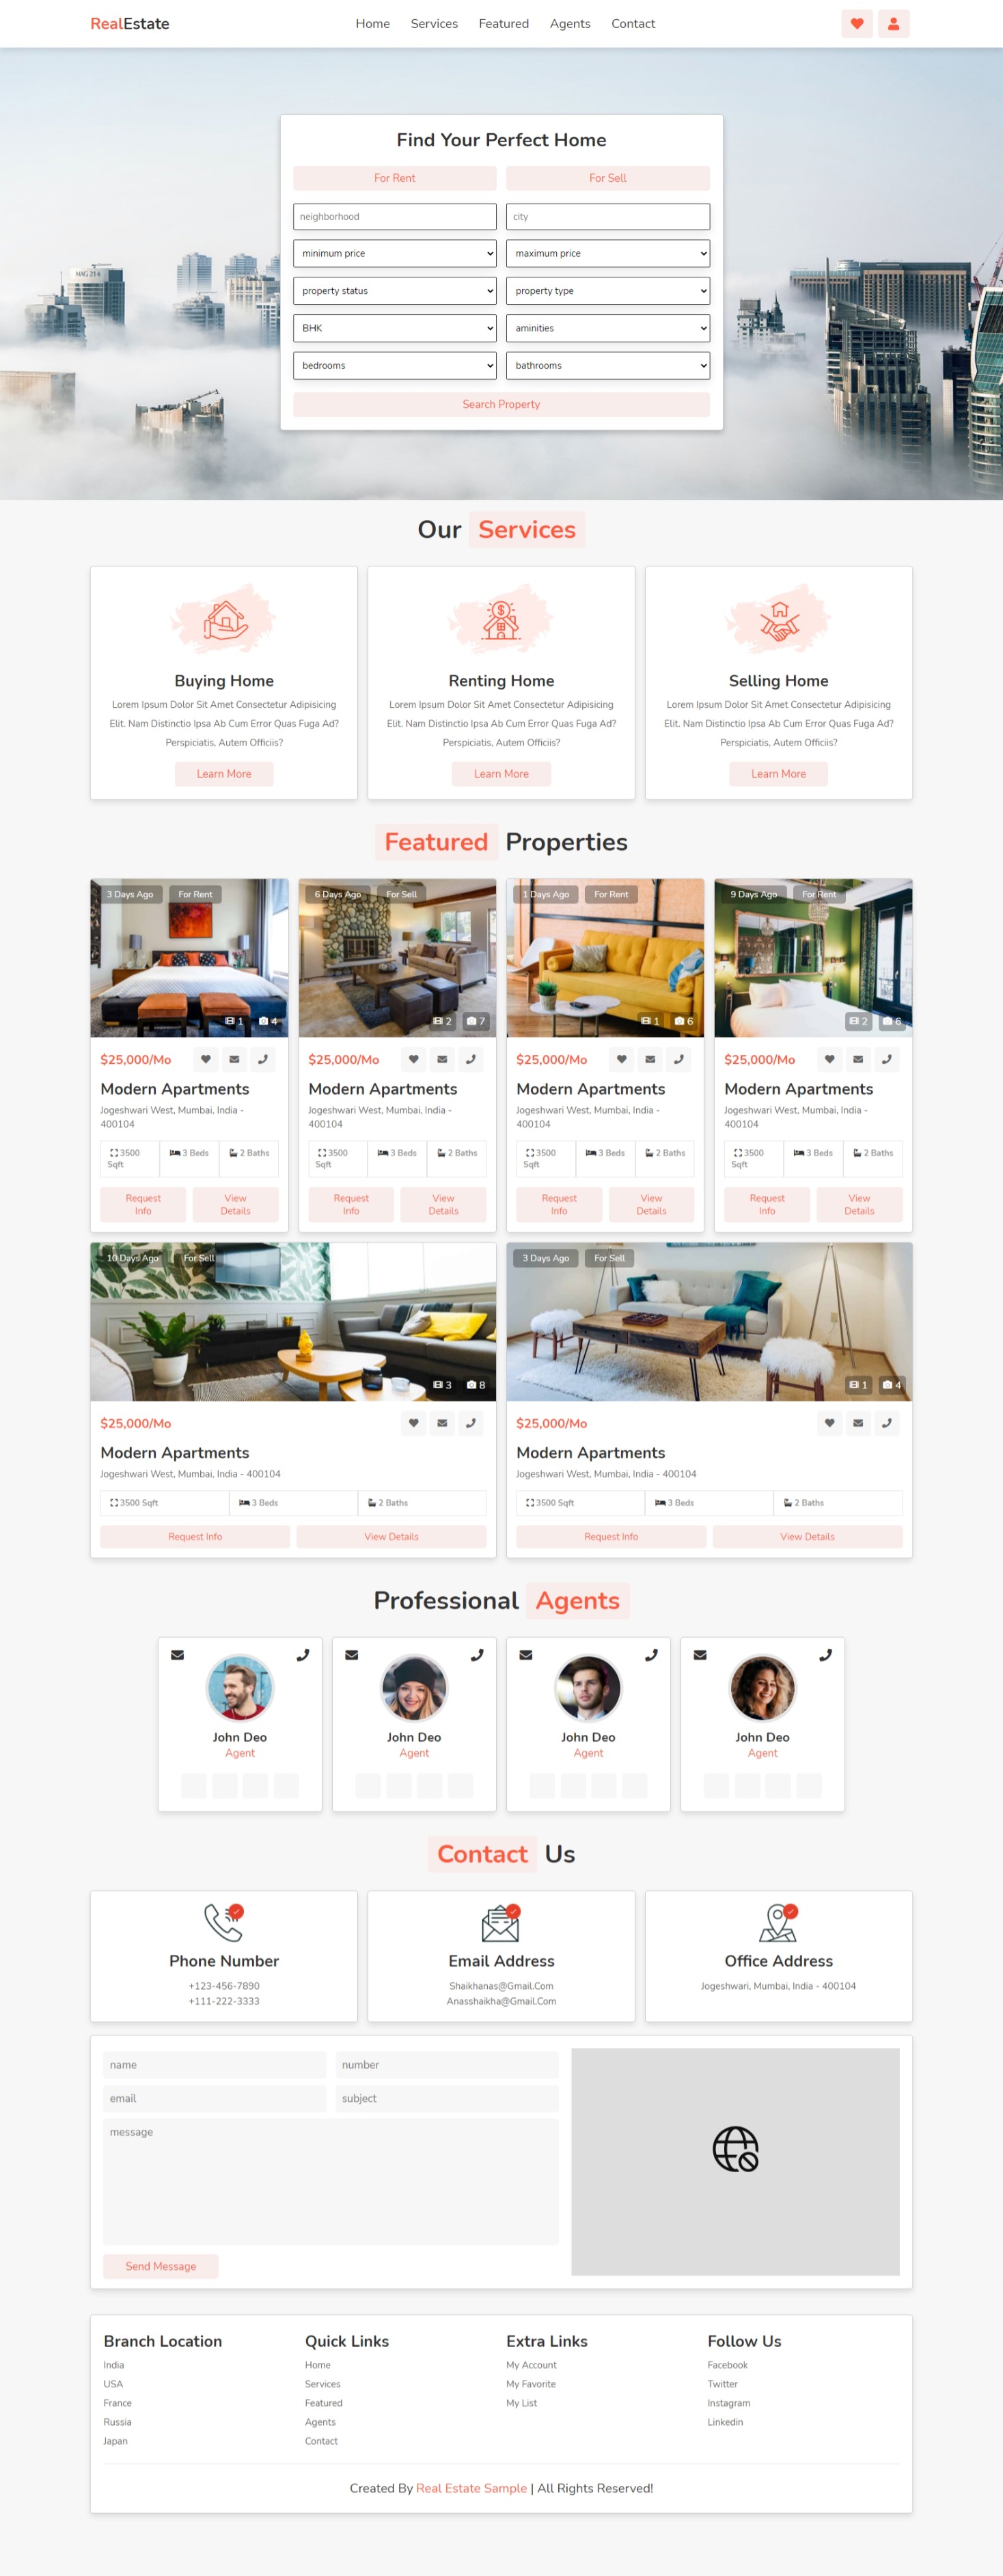 RealEstate
Home Services Featured Agents Contact
Find Your Perfect Home
For Rent For Sell
neighborhood city
minimum price maximum price
property status property type
BHK aminities
bedrooms bathrooms
Search Property
Our Services
Buying Home
Lorem Ipsum Dolor Sit Amet Consectetur Adipisicing
Elit. Nam Distinctio Ipsa Ab Cum Error Quas Fuga Ad?
Perspiciatis, Autem Officiis?
Learn More
Renting Home
Lorem Ipsum Dolor Sit Amet Consectetur Adipisicing
Elit. Nam Distinctio Ipsa Ab Cum Error Quas Fuga Ad?
Perspiciatis, Autem Officiis?
Learn More
Selling Home
Lorem Ipsum Dolor Sit Amet Consectetur Adipisicing
Elit. Nam Distinctio Ipsa Ab Cum Error Quas Fuga Ad?
Perspiciatis, Autem Officiis?
Learn More
Featured Properties
3 Days Ago For Rent
1 4
$25,000/Mo
Modern Apartments
Jogeshwari West, Mumbai, India -
400104
3500 Sqft 3 Beds 2 Baths
Request Info View Details
6 Days Ago For Sell
2 7
$25,000/Mo
Modern Apartments
Jogeshwari West, Mumbai, India -
400104
3500 Sqft 3 Beds 2 Baths
Request Info View Details
1 Days Ago For Rent
1 6
$25,000/Mo
Modern Apartments
Jogeshwari West, Mumbai, India -
400104
3500 Sqft 3 Beds 2 Baths
Request Info View Details
9 Days Ago For Rent
2 6
$25,000/Mo
Modern Apartments
Jogeshwari West, Mumbai, India -
400104
3500 Sqft 3 Beds 2 Baths
Request Info View Details
10 Days Ago For Sell
3 8
$25,000/Mo
Modern Apartments
Jogeshwari West, Mumbai, India - 400104
3500 Sqft 3 Beds 2 Baths
Request Info View Details
3 Days Ago For Sell
1 4
$25,000/Mo
Modern Apartments
Jogeshwari West, Mumbai, India - 400104
3500 Sqft 3 Beds 2 Baths
Request Info View Details
Professional Agents
John Deo
Agent
John Deo
Agent
John Deo
Agent
John Deo
Agent
Contact Us
Phone Number
+123-456-7890
+111-222-3333
Email Address
Shaikhanas@Gmail.Com
Anasshaikha@Gmail.Com
Office Address
Jogeshwari, Mumbai, India - 400104
name number
email subject
message
Send Message
Branch Location
India
USA
France
Russia
Japan
Quick Links
Home
Services
Featured
Agents
Contact
Extra Links
My Account
My Favorite
My List
Follow Us
Facebook
Twitter
Instagram
Linkedin
Created By Real Estate Sample | All Rights Reserved!